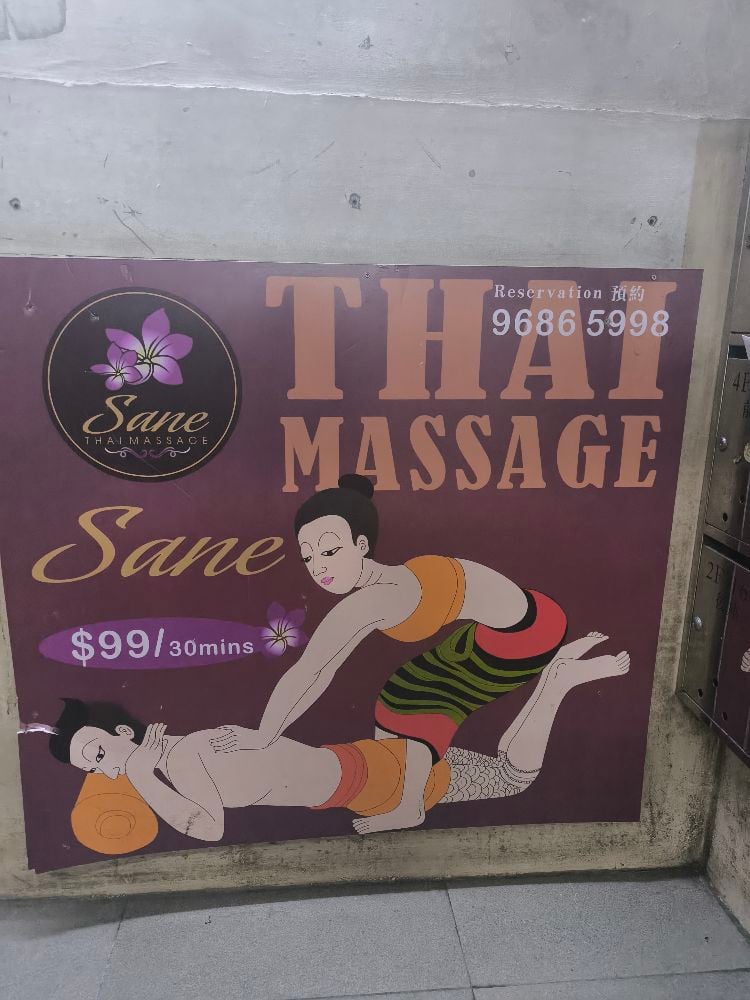 Sane
THAI MASSAGE
THAI
MASSAGE
Reservation 預約
9686 5998
Sane
$99/30mins